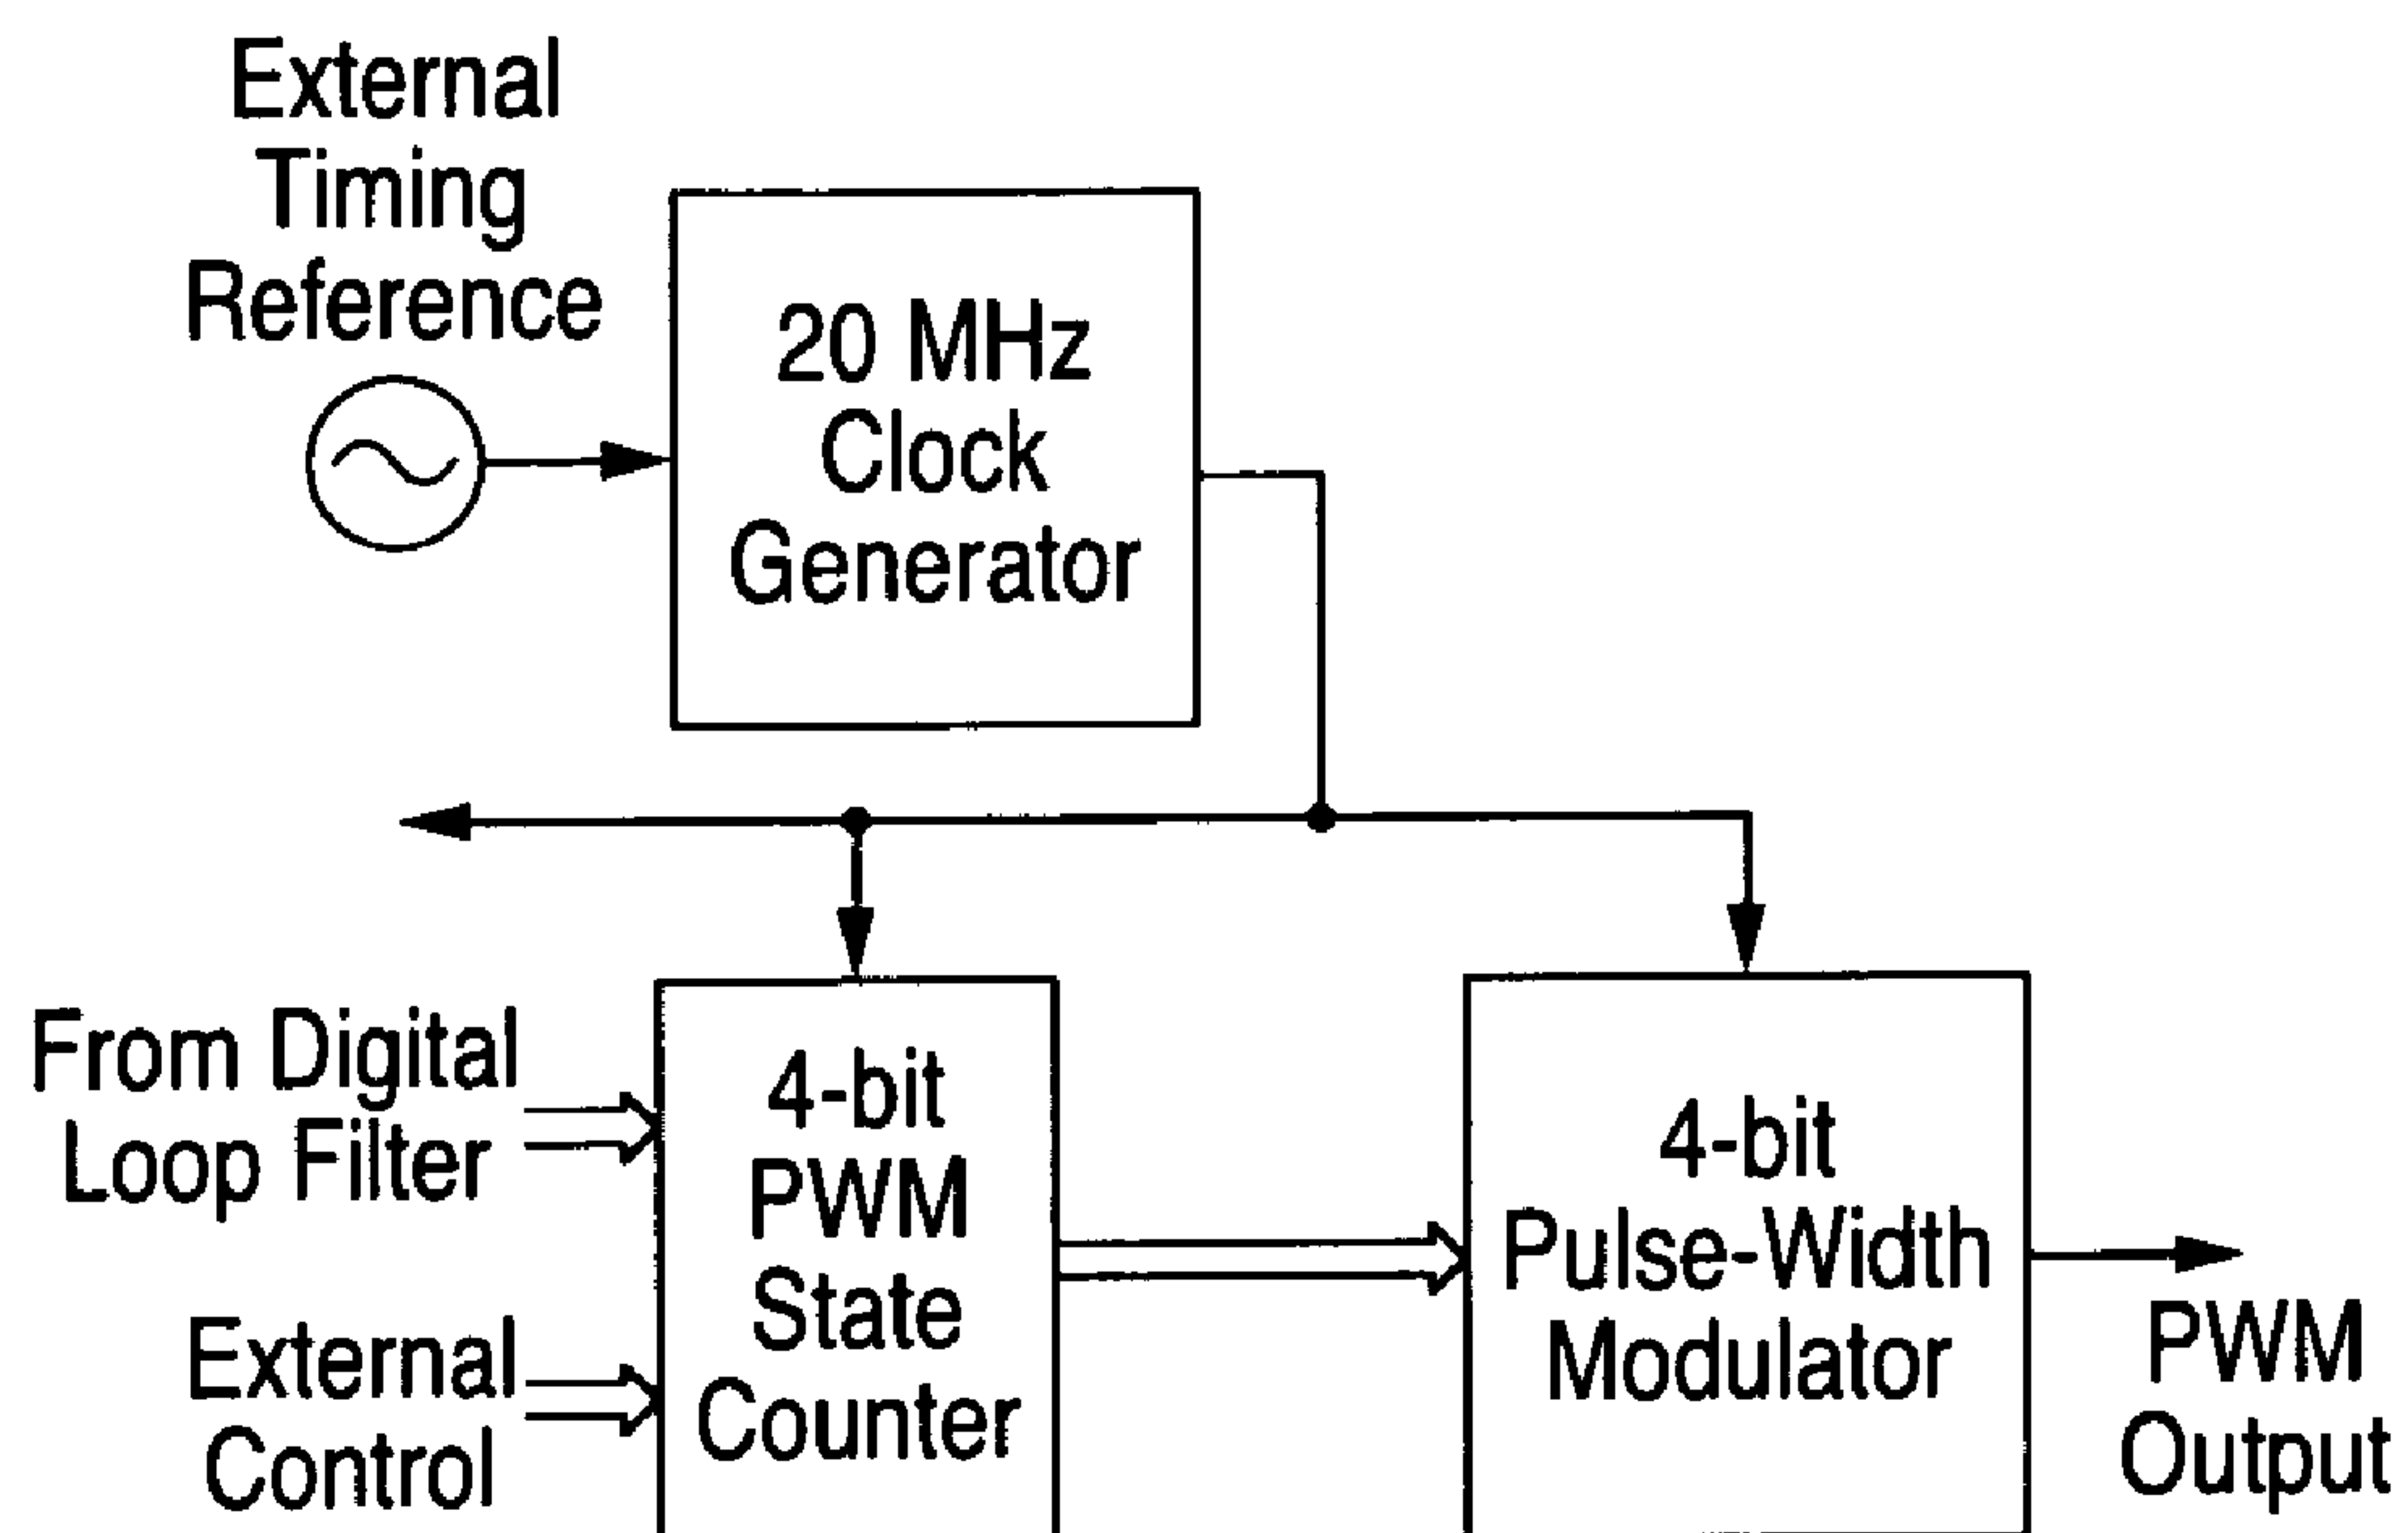 External
Timing
Reference
20 MHz
Clock
Generator
From Digital
Loop Filter
External
Control
4-bit
PWM
State
Counter
4-bit
Pulse-Width
Modulator
PWM
Output